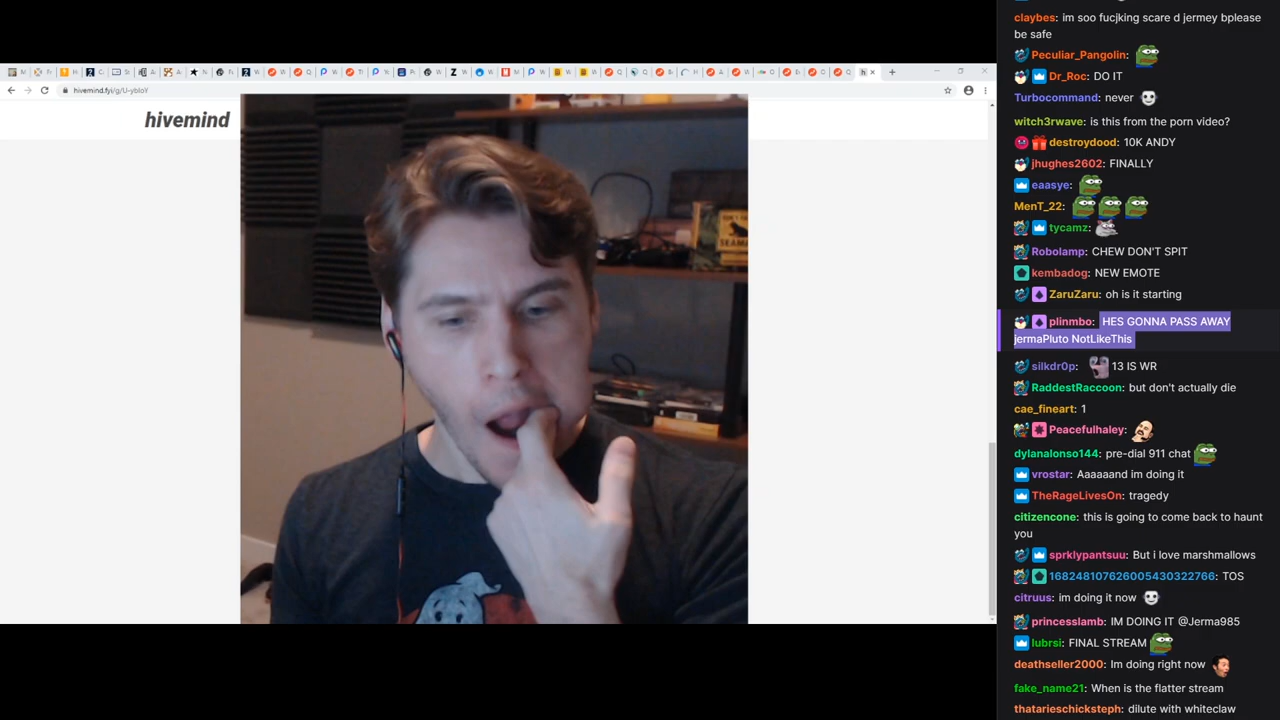 hivemind.fyi/g/U-ybtoY
hivemind
claybes: im soo fucjking scare d jermey bplease
be safe
Peculiar_Pangolin:
Dr_Roc: DO IT
Turbocommand: never
witch3rwave: is this from the porn video?
destroydood: 10K ANDY
jhughes2602: FINALLY
eaasye:
MenT_22:
tycamz:
Robolamp: CHEW DON'T SPIT
kembadog: NEW EMOTE
ZaruZaru: oh is it starting
plinmbo: HES GONNA PASS AWAY
jermaPluto NotLikeThis
silkdr0p: 13 IS WR
RaddestRaccoon: but don't actually die
cae_fineart: 1
Peacefulhaley:
dylanalonso144: pre-dial 911 chat
vrostar: Aaaaaand im doing it
TheRageLivesOn: tragedy
citizencone: this is going to come back to haunt
you
sprklypantsuu: But i love marshmallows
168248107626005430322766: TOS
citruus: im doing it now
princesslamb: IM DOING IT @Jerma985
lubrsi: FINAL STREAM
deathseller2000: Im doing right now
fake_name21: When is the flatter stream
thatarieschicksteph: dilute with whiteclaw